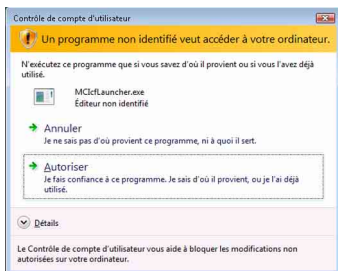 Contrôle de compte d'utilisateur
Un programme non identifié veut accéder à votre ordinateur.
N'exécutez ce programme que si vous savez d'où il provient ou si vous l'avez déjà
utilisé.
MCIcfLauncher.exe
Éditeur non identifié
Annuler
Je ne sais pas d'où provient ce programme, ni à quoi il sert.
Autoriser
Je fais confiance à ce programme. Je sais d'où il provient, ou je l'ai déjà
utilisé.
Détails
Le Contrôle de compte d'utilisateur vous aide à bloquer les modifications non
autorisées sur votre ordinateur.